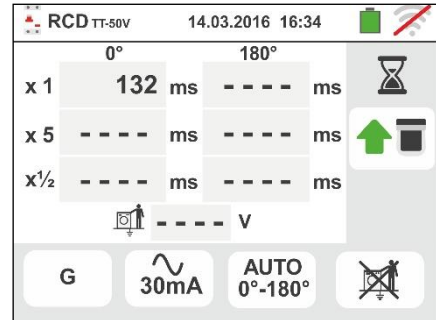 RCD TT-50V 14.03.2016 16:34
0° 180°
x 1 132 ms - - - - ms
x 5 - - - - ms - - - - ms
x½ - - - - ms - - - - ms
- - - - V
G 30mA AUTO 0°-180°